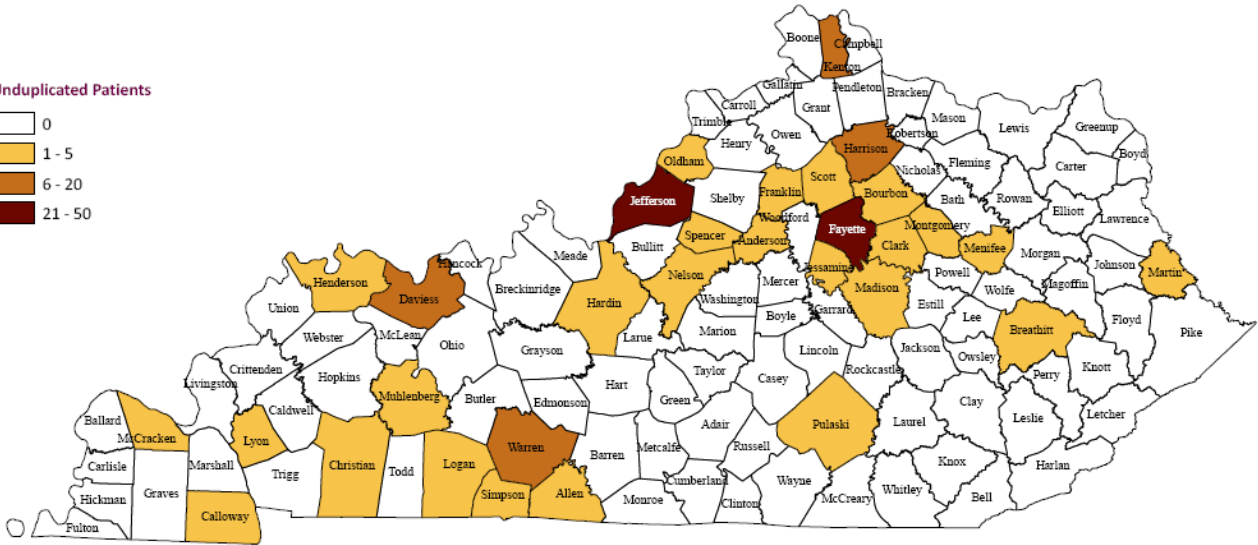 Unduplicated Patients
0
1 - 5
6 - 20
21 - 50
Boone
Campbell
Kenton
Gallatin
Pendleton
Bracken
Carroll
Grant
Trimble
Owen
Mason
Lewis
Greenup
Henry
Robertson
Harrison
Boyd
Oldham
Nicholas
Fleming
Carter
Scott
Franklin
Bourbon
Shelby
Bath
Rowan
Jefferson
Elliott
Lawrence
Woodford
Fayette
Montgomery
Spencer
Anderson
Clark
Bullitt
Menifee
Meade
Morgan
Hancock
Jessamine
Johnson
Martin
Nelson
Powell
Henderson
Mercer
Madison
Magoffin
Breckinridge
Wolfe
Daviess
Hardin
Washington
Union
Garrard
Estill
Boyle
Lee
Floyd
Webster
McLean
Larue
Marion
Breathitt
Pike
Ohio
Grayson
Lincoln
Jackson
Owsley
Crittenden
Hopkins
Hart
Taylor
Casey
Rockcastle
Perry
Knott
Livingston
Muhlenberg
Butler
Edmonson
Green
Clay
Caldwell
Leslie
Letcher
Ballard
McCracken
Lyon
Adair
Pulaski
Laurel
Warren
Metcalfe
Russell
Barren
Carlisle
Marshall
Trigg
Christian
Todd
Logan
Knox
Harlan
Hickman
Graves
Simpson
Allen
Cumberland
Wayne
Monroe
Clinton
McCreary
Whitley
Bell
Calloway
Fulton